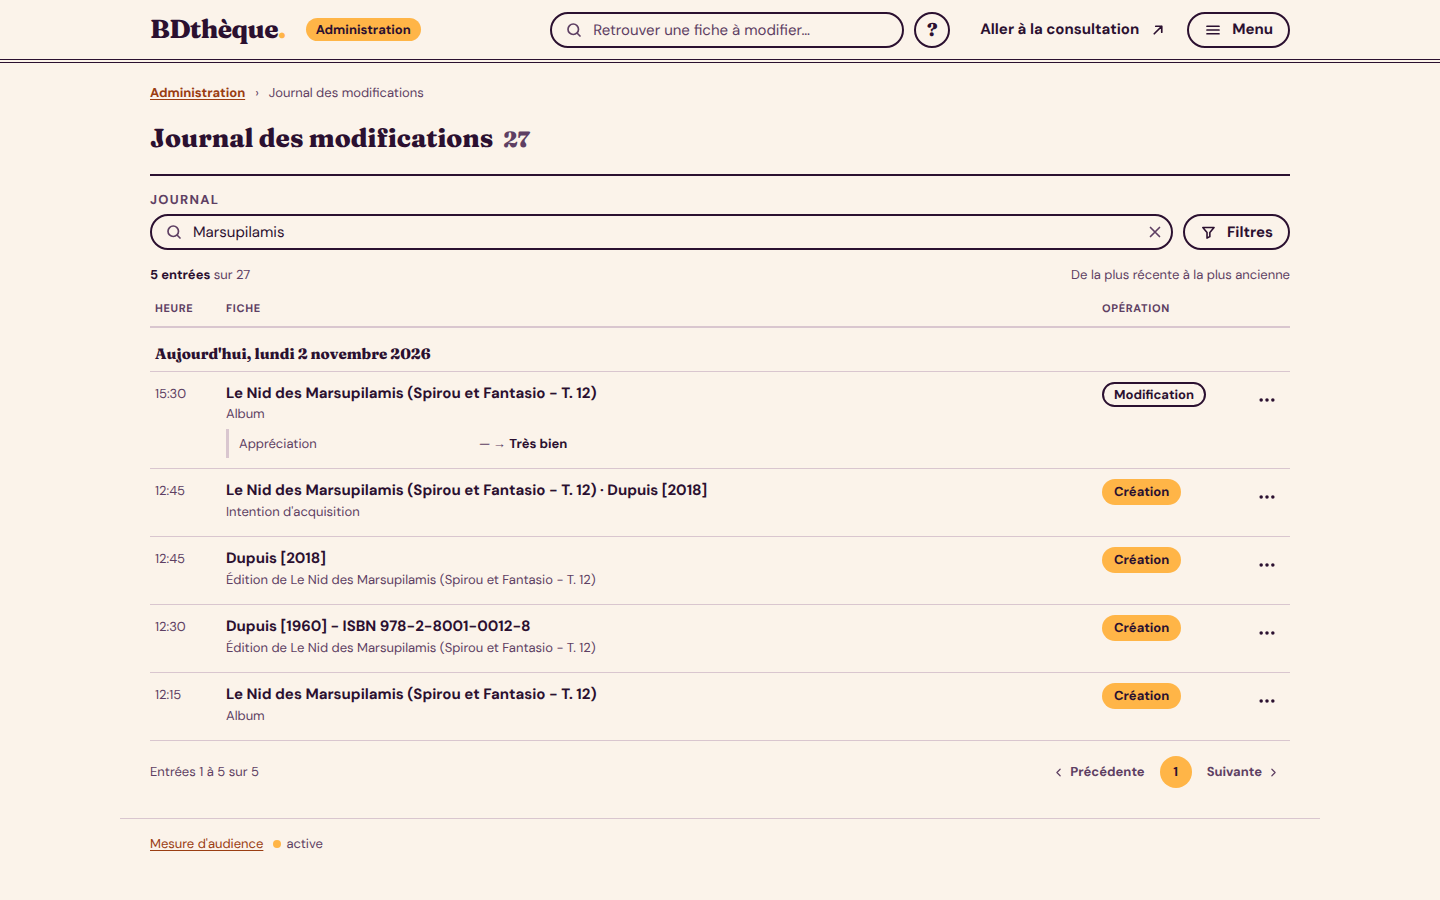 BDthèque.
Administration
Retrouver une fiche à modifier...
?
Aller à la consultation
Menu
Administration › Journal des modifications
Journal des modifications 27
JOURNAL
Marsupilamis
Filtres
5 entrées sur 27
De la plus récente à la plus ancienne
HEURE FICHE OPÉRATION
Aujourd'hui, lundi 2 novembre 2026
15:30 Le Nid des Marsupilamis (Spirou et Fantasio - T. 12) Modification
Album
Appréciation — → Très bien
12:45 Le Nid des Marsupilamis (Spirou et Fantasio - T. 12) · Dupuis [2018] Création
Intention d'acquisition
12:45 Dupuis [2018] Création
Édition de Le Nid des Marsupilamis (Spirou et Fantasio - T. 12)
12:30 Dupuis [1960] - ISBN 978-2-8001-0012-8 Création
Édition de Le Nid des Marsupilamis (Spirou et Fantasio - T. 12)
12:15 Le Nid des Marsupilamis (Spirou et Fantasio - T. 12) Création
Album
Entrées 1 à 5 sur 5
‹ Précédente 1 Suivante ›
Mesure d'audience active